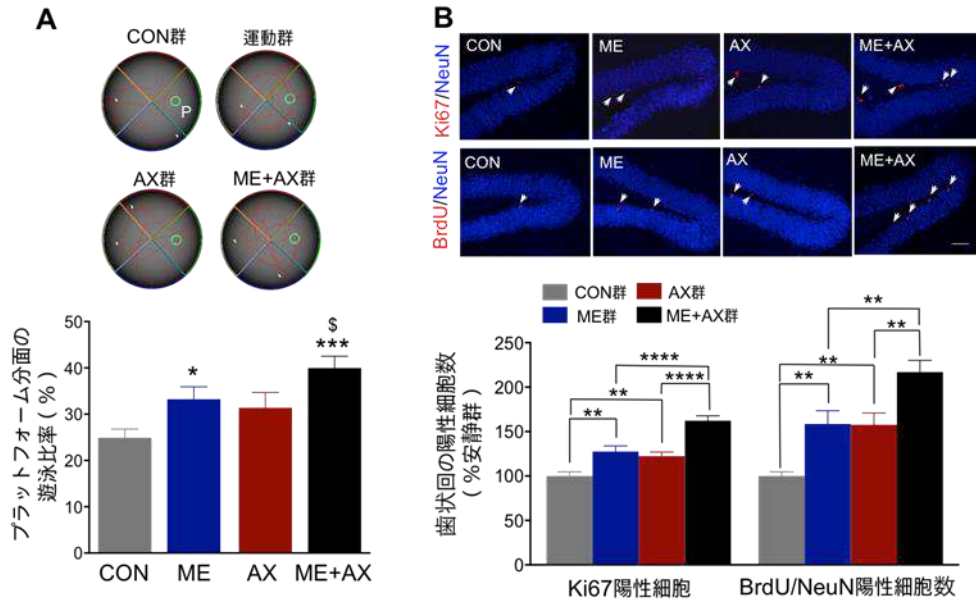 A
CON群
運動群
P
AX群
ME+AX群
プラットフォーム分面の
遊泳比率（%）
50
40
30
20
10
0
*
$
***
CON
ME
AX
ME+AX
B
Ki67/NeuN
CON
ME
AX
ME+AX
BrdU/NeuN
CON
ME
AX
ME+AX
CON群
AX群
ME群
ME+AX群
歯状回の陽性細胞数
（%安静群）
250
200
150
100
50
0
**
**
****
****
**
**
**
**
Ki67陽性細胞
BrdU/NeuN陽性細胞数